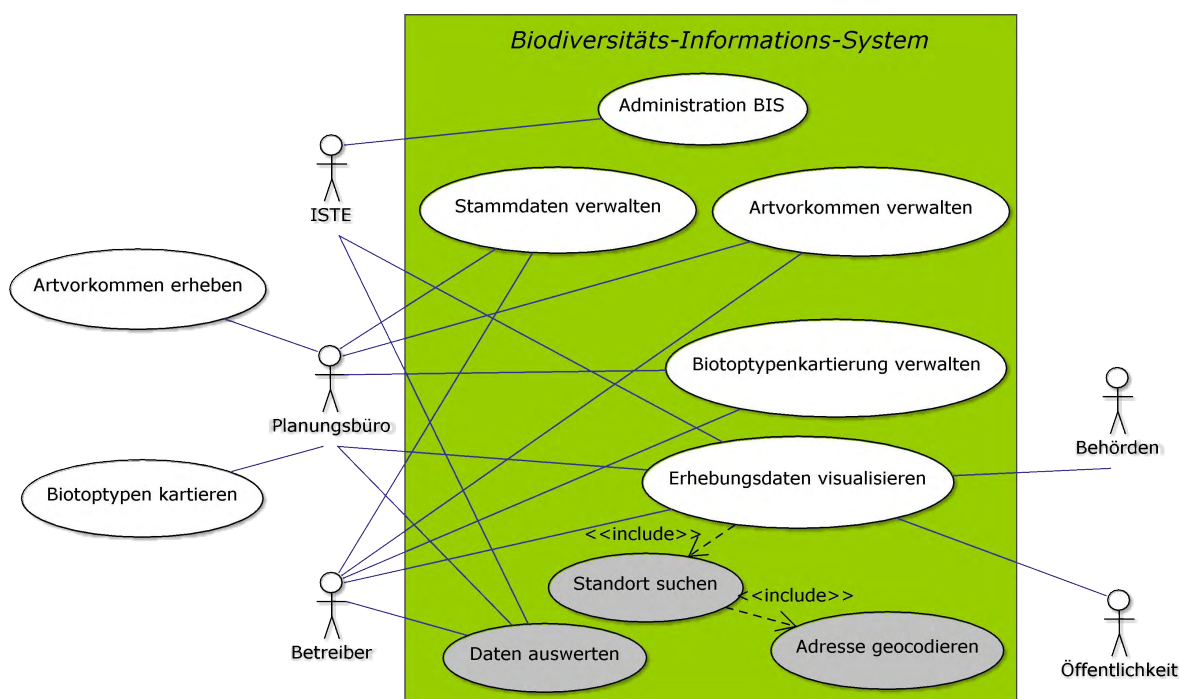 Biodiversitäts-Informations-System
Administration BIS
ISTE
Stammdaten verwalten
Artvorkommen verwalten
Artvorkommen erheben
Biotoptypenkartierung verwalten
Planungsbüro
Behörden
Biotoptypen kartieren
Erhebungsdaten visualisieren
<<include>>
Standort suchen
<<include>>
Betreiber
Daten auswerten
Adresse geocodieren
Öffentlichkeit